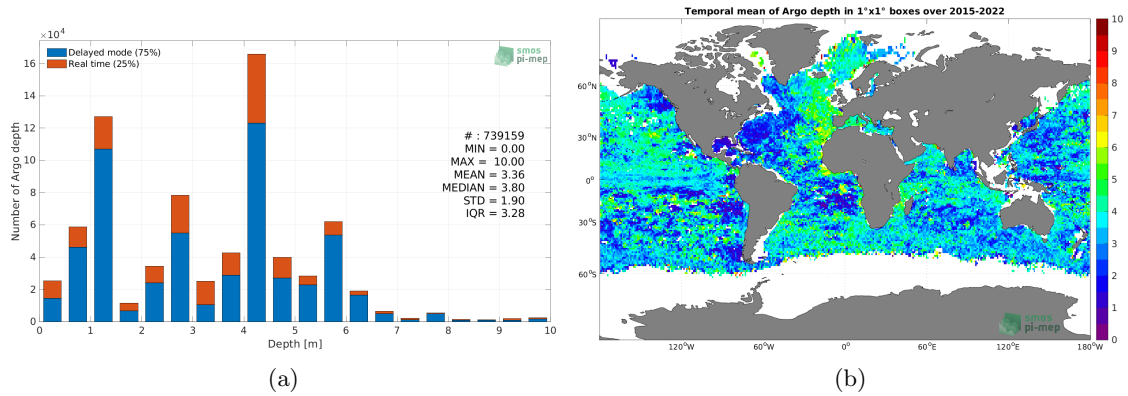 ×10⁴
Delayed mode (75%)
Real time (25%)
smos
pi-mep
# : 739159
MIN = 0.00
MAX = 10.00
MEAN = 3.36
MEDIAN = 3.80
STD = 1.90
IQR = 3.28
Number of Argo depth
16
14
12
10
8
6
4
2
0
0 1 2 3 4 5 6 7 8 9 10
Depth [m]
(a)
Temporal mean of Argo depth in 1°x1° boxes over 2015-2022
60°N
30°N
0°
30°S
60°S
120°W 60°W 0° 60°E 120°E 180°W
smos
pi-mep
10
9
8
7
6
5
4
3
2
1
0
(b)